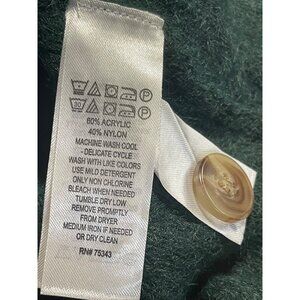 60% ACRYLIC
40% NYLON
MACHINE WASH COOL
- DELICATE CYCLE
WASH WITH LIKE COLORS
USE MILD DETERGENT
ONLY NON CHLORINE
BLEACH WHEN NEEDED
TUMBLE DRY LOW
REMOVE PROMPTLY
FROM DRYER
MEDIUM IRON IF NEEDED
OR DRY CLEAN
RN# 75343